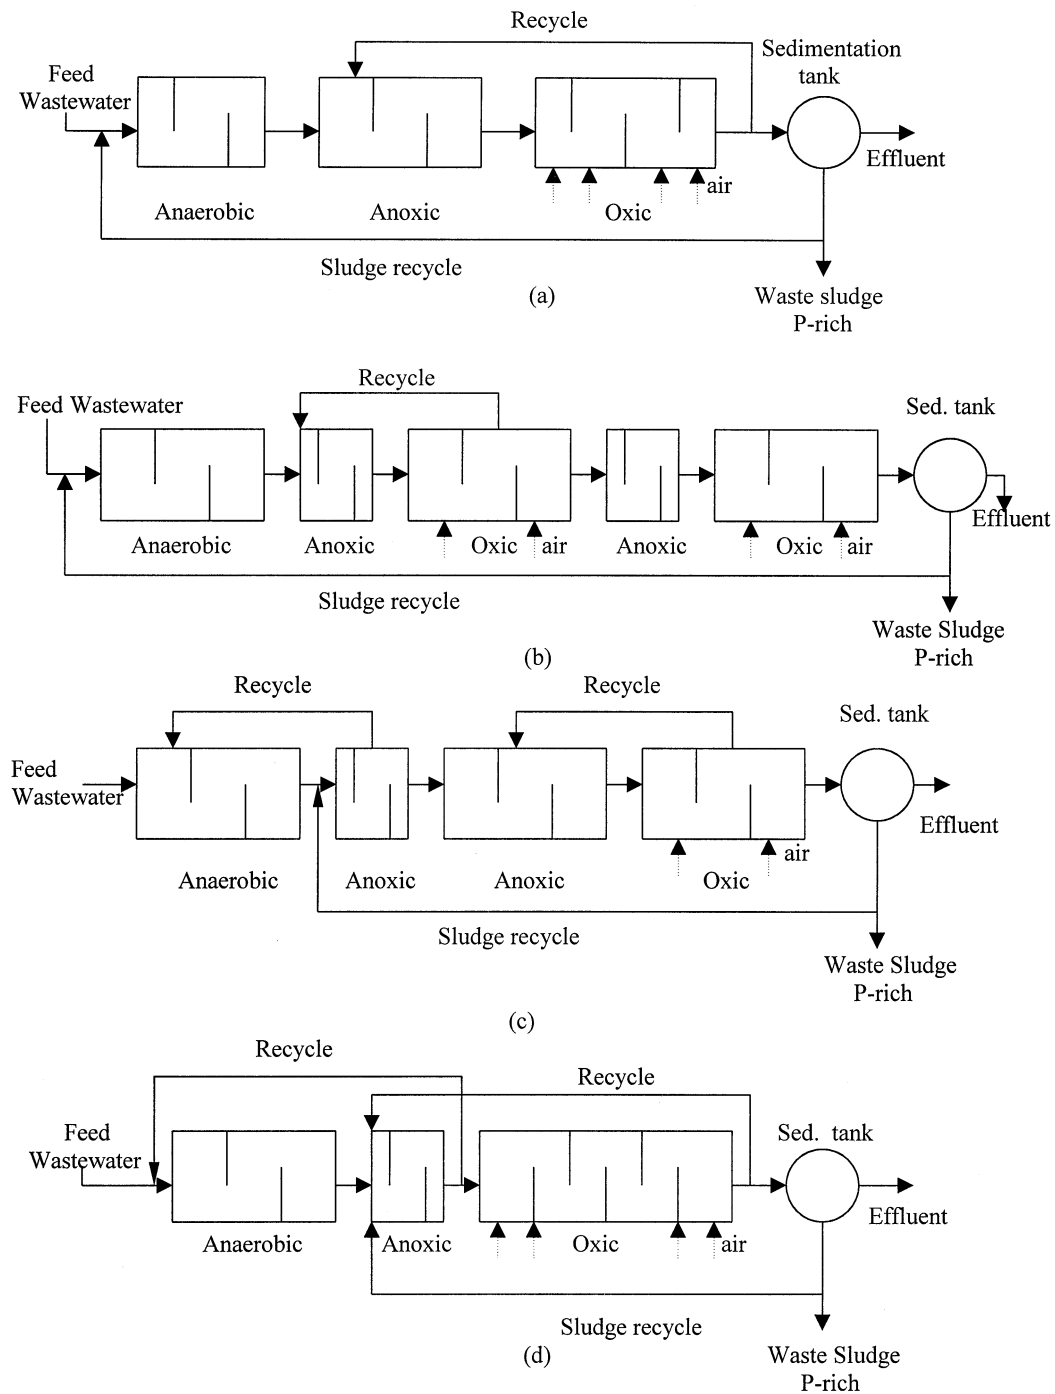 Recycle
Sedimentation
tank
Feed
Wastewater
Effluent
air
Anaerobic
Anoxic
Oxic
Sludge recycle
(a)
Waste sludge
P-rich
Recycle
Feed Wastewater
Sed. tank
Effluent
Anaerobic
Anoxic
Oxic
air
Anoxic
Oxic
air
Sludge recycle
Waste Sludge
P-rich
(b)
Recycle
Recycle
Sed. tank
Feed
Wastewater
Effluent
air
Anaerobic
Anoxic
Anoxic
Oxic
Sludge recycle
Waste Sludge
P-rich
(c)
Recycle
Recycle
Feed
Wastewater
Sed. tank
Effluent
Anaerobic
Anoxic
Oxic
air
Sludge recycle
(d)
Waste Sludge
P-rich